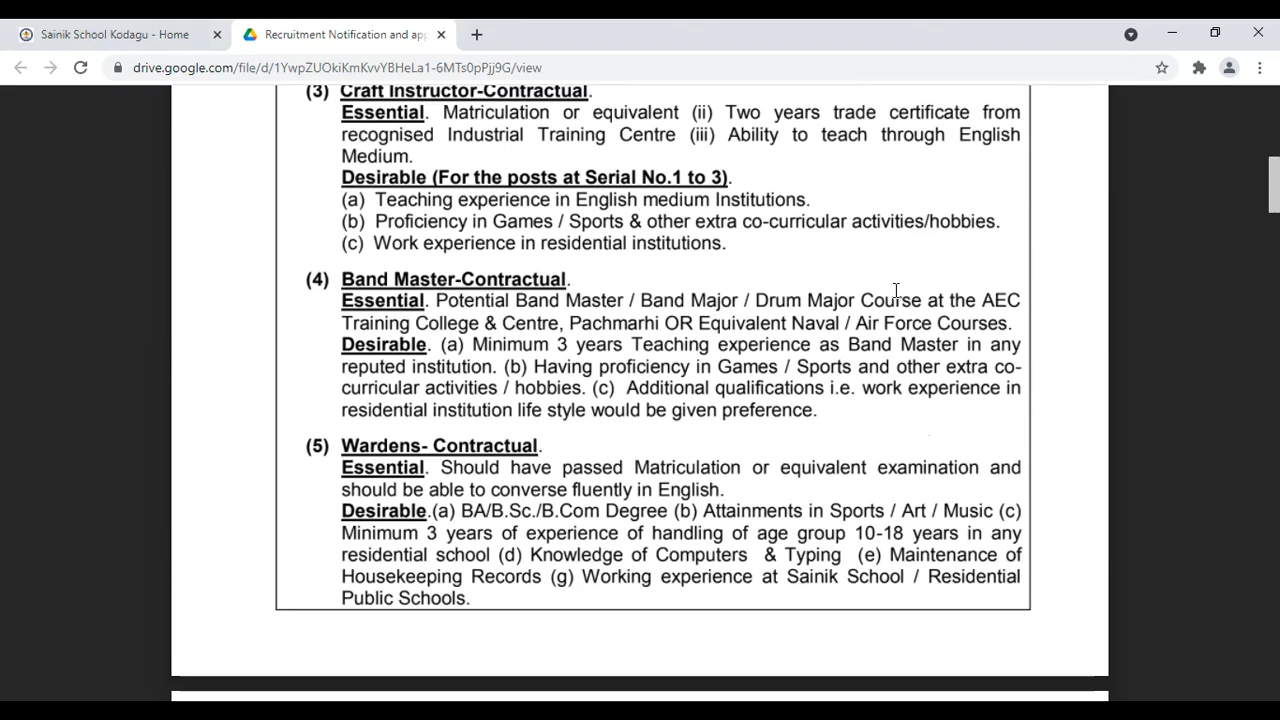 Sainik School Kodagu - Home
Recruitment Notification and app
drive.google.com/file/d/1YwpZUOkiKmKvvYBHeLa1-6MTs0pPjj9G/view
(3) Craft Instructor-Contractual.
Essential. Matriculation or equivalent (ii) Two years trade certificate from
recognised Industrial Training Centre (iii) Ability to teach through English
Medium.
Desirable (For the posts at Serial No.1 to 3).
(a) Teaching experience in English medium Institutions.
(b) Proficiency in Games / Sports & other extra co-curricular activities/hobbies.
(c) Work experience in residential institutions.
(4) Band Master-Contractual.
Essential. Potential Band Master / Band Major / Drum Major Course at the AEC
Training College & Centre, Pachmarhi OR Equivalent Naval / Air Force Courses.
Desirable. (a) Minimum 3 years Teaching experience as Band Master in any
reputed institution. (b) Having proficiency in Games / Sports and other extra co-
curricular activities / hobbies. (c) Additional qualifications i.e. work experience in
residential institution life style would be given preference.
(5) Wardens- Contractual.
Essential. Should have passed Matriculation or equivalent examination and
should be able to converse fluently in English.
Desirable.(a) BA/B.Sc./B.Com Degree (b) Attainments in Sports / Art / Music (c)
Minimum 3 years of experience of handling of age group 10-18 years in any
residential school (d) Knowledge of Computers & Typing (e) Maintenance of
Housekeeping Records (g) Working experience at Sainik School / Residential
Public Schools.